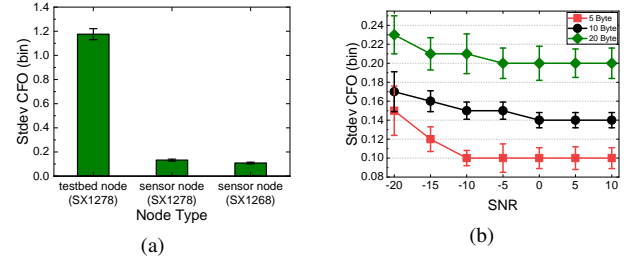 (a)
Stdev CFO (bin)
1.4
1.2
1.0
0.8
0.6
0.4
0.2
0.0
testbed node
(SX1278)
sensor node
(SX1278)
sensor node
(SX1268)
Node Type
(a)
(b)
Stdev CFO (bin)
0.24
0.22
0.20
0.18
0.16
0.14
0.12
0.10
0.08
5 Byte
10 Byte
20 Byte
-20 -15 -10 -5 0 5 10
SNR
(b)